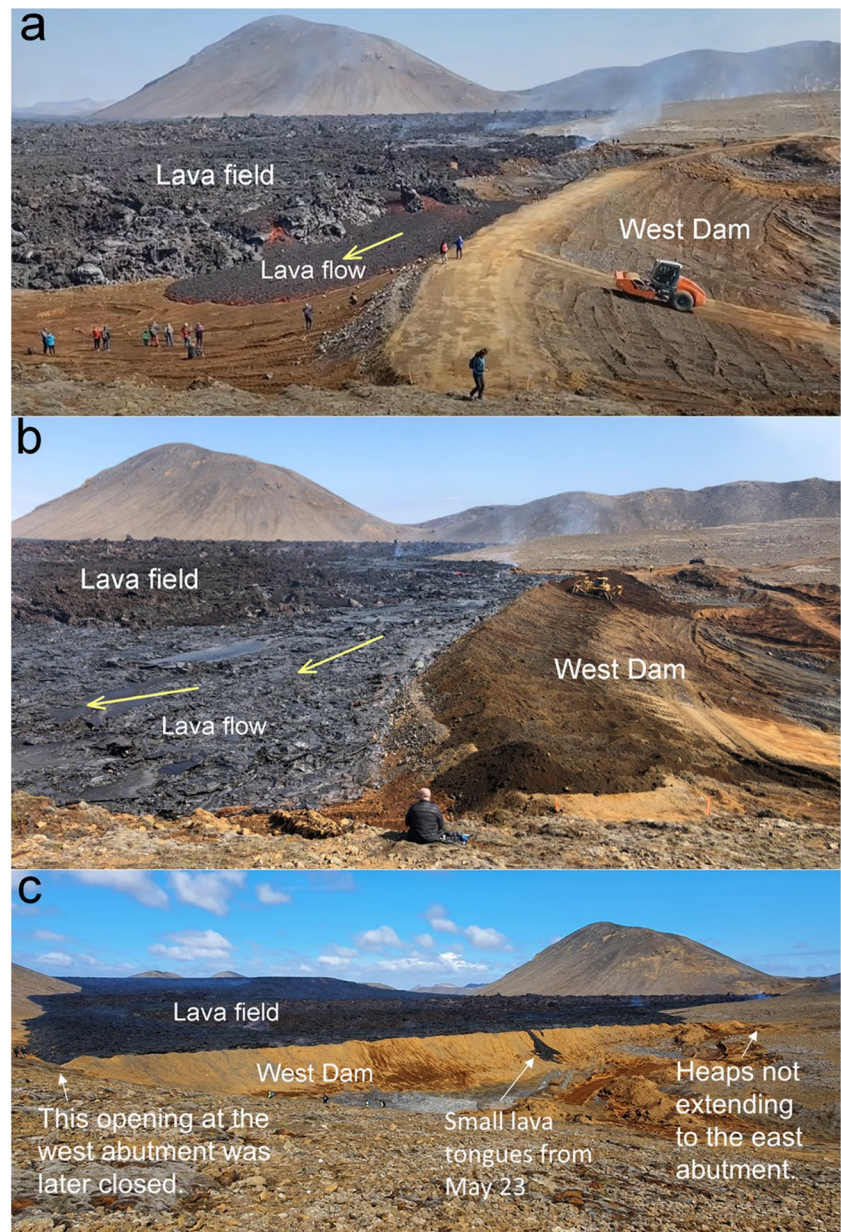 a
Lava field
West Dam
Lava flow
b
Lava field
West Dam
Lava flow
c
Lava field
West Dam
This opening at the
west abutment was
later closed.
Small lava
tongues from
May 23
Heaps not
extending
to the east
abutment.